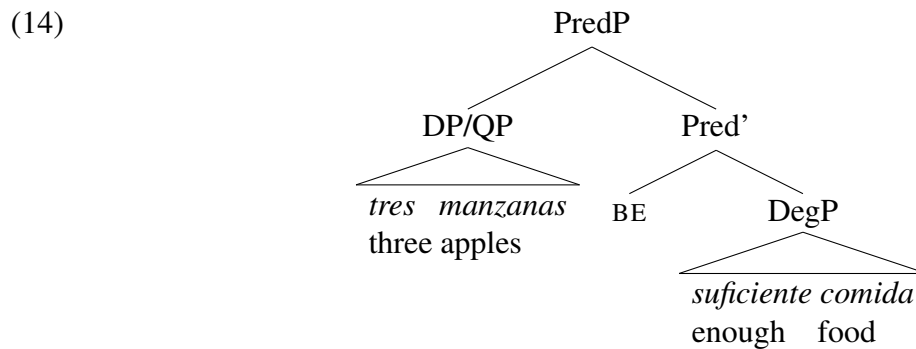 (14) PredP
DP/QP Pred’
tres manzanas BE DegP
three apples
suficiente comida
enough food